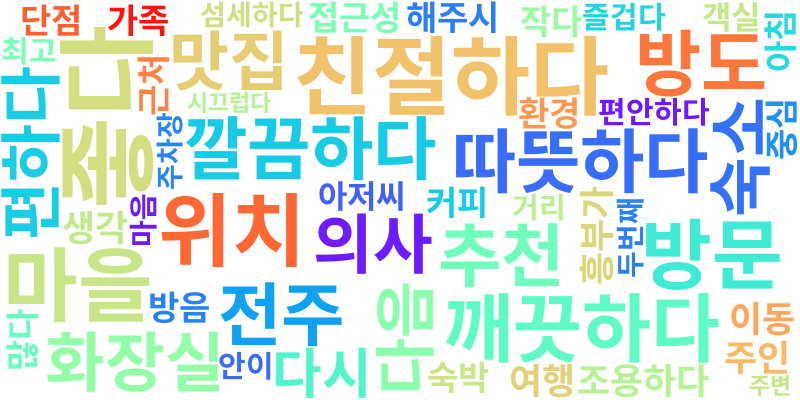 단점
가족
섬세하다
접근성
해주시
작다
즐겁다
객실
아침
최고
좋다
근처
맛집
친절하다
방도
시끄럽다
환경
편안하다
중심
편하다
주차장
깔끔하다
따뜻하다
숙소
마음
아저씨
커피
거리
흥부가
두번째
생각
위치
의사
추천
방문
마을
방음
전주
다음
깨끗하다
이동
많다
화장실
안이
다시
숙박
여행
조용하다
주인
주변